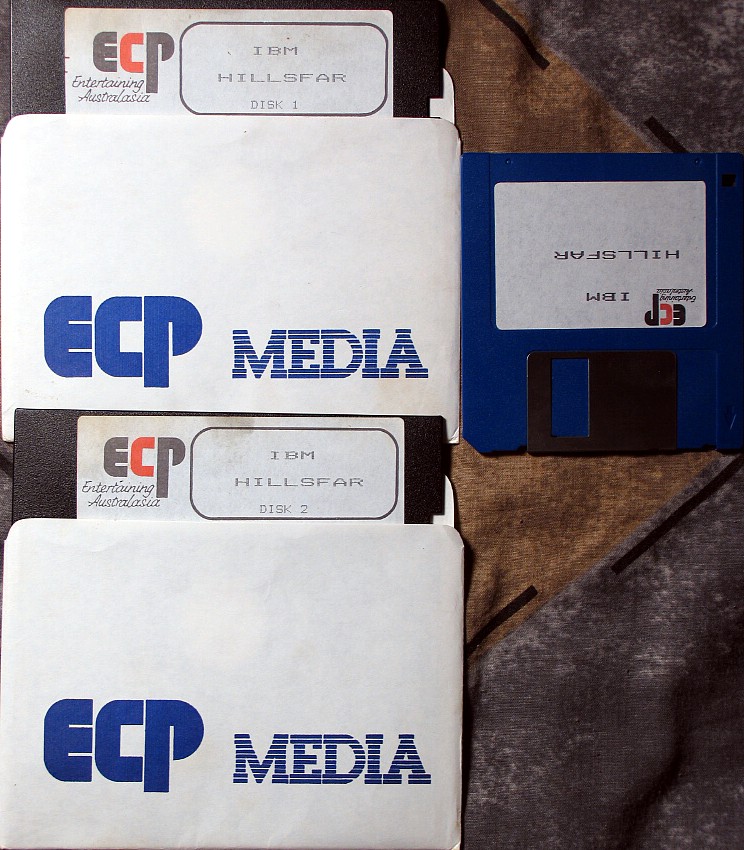 ECP
Entertaining
Australasia
IBM
HILLSFAR
DISK 1
ECP MEDIA
HILLSFAR
IBM
ECP
Entertaining
Australasia
ECP
Entertaining
Australasia
IBM
HILLSFAR
DISK 2
ECP MEDIA